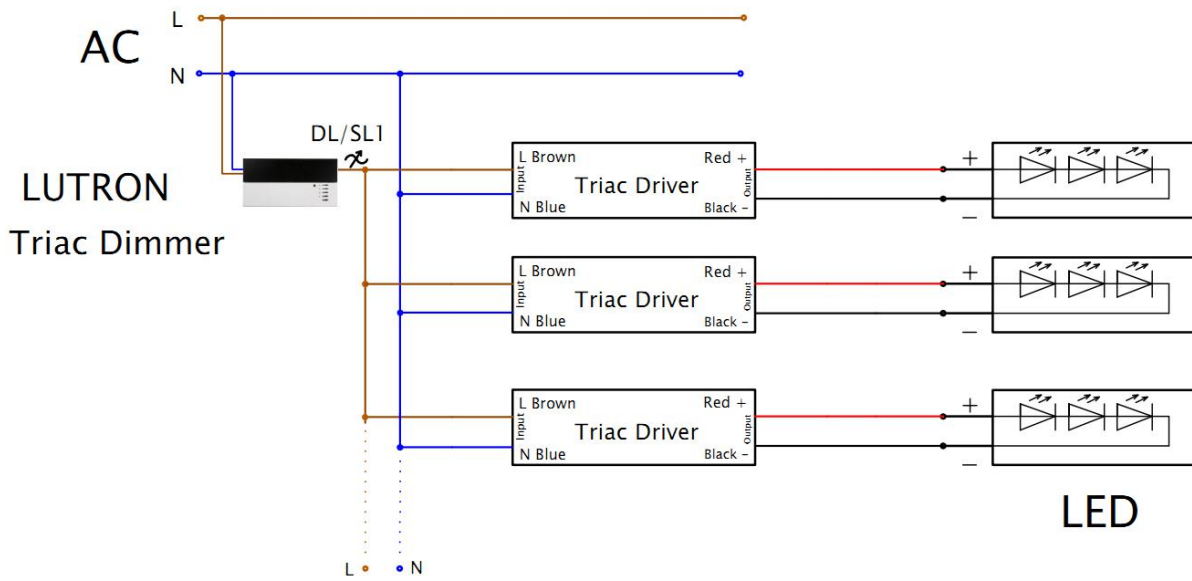 L
AC
N
DL/SL1
LUTRON
Triac Dimmer
L Brown
Input
N Blue
Triac Driver
Red +
Output
Black -
+
_
L Brown
Input
N Blue
Triac Driver
Red +
Output
Black -
+
_
L Brown
Input
N Blue
Triac Driver
Red +
Output
Black -
+
_
LED
L
N